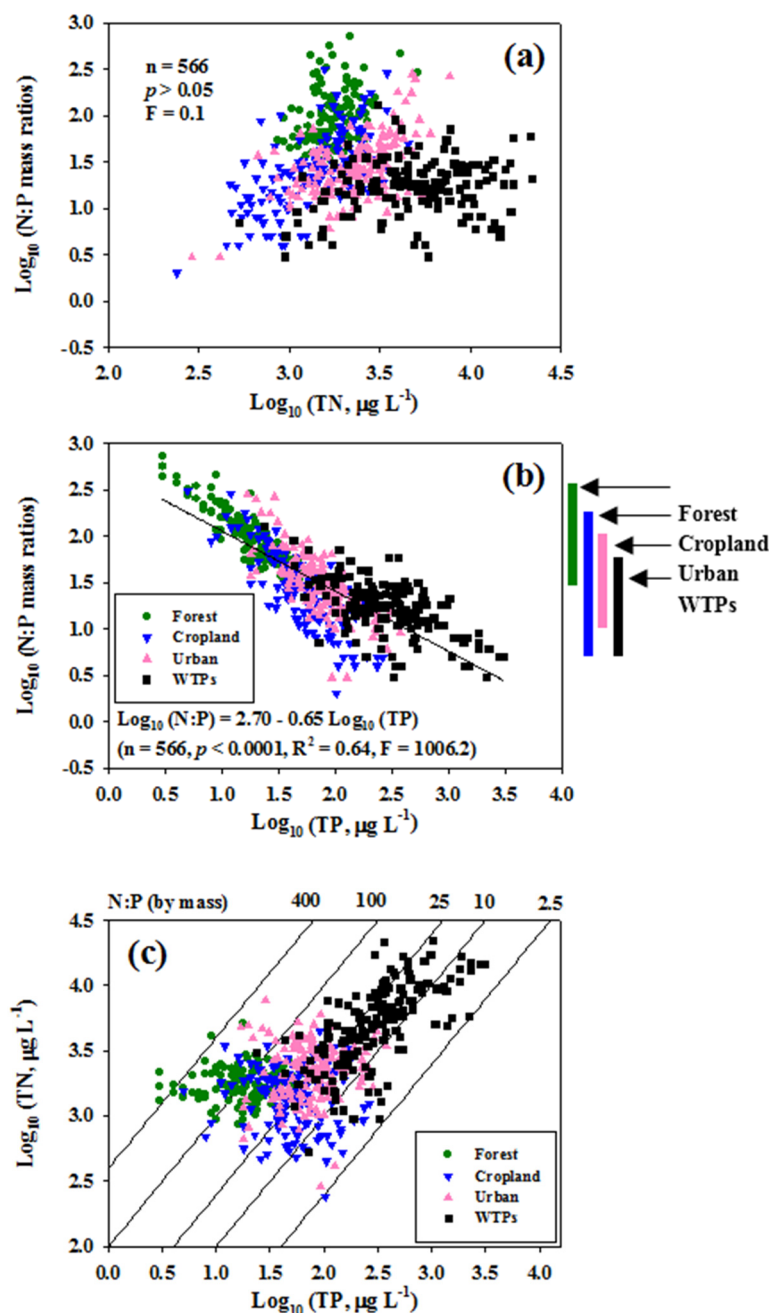 (a)
n = 566
p > 0.05
F = 0.1
Log10 (N:P mass ratios)
3.0
2.5
2.0
1.5
1.0
0.5
0.0
-0.5
2.0 2.5 3.0 3.5 4.0 4.5
Log10 (TN, µg L-1)
(b)
Log10 (N:P mass ratios)
3.0
2.5
2.0
1.5
1.0
0.5
0.0
-0.5
Forest
Cropland
Urban
WTPs
Log10 (N:P) = 2.70 - 0.65 Log10 (TP)
(n = 566, p < 0.0001, R2 = 0.64, F = 1006.2)
0.0 0.5 1.0 1.5 2.0 2.5 3.0 3.5 4.0
Log10 (TP, µg L-1)
Forest
Cropland
Urban
WTPs
N:P (by mass) 400 100 25 10 2.5
(c)
Log10 (TN, µg L-1)
4.5
4.0
3.5
3.0
2.5
2.0
Forest
Cropland
Urban
WTPs
0.0 0.5 1.0 1.5 2.0 2.5 3.0 3.5 4.0
Log10 (TP, µg L-1)